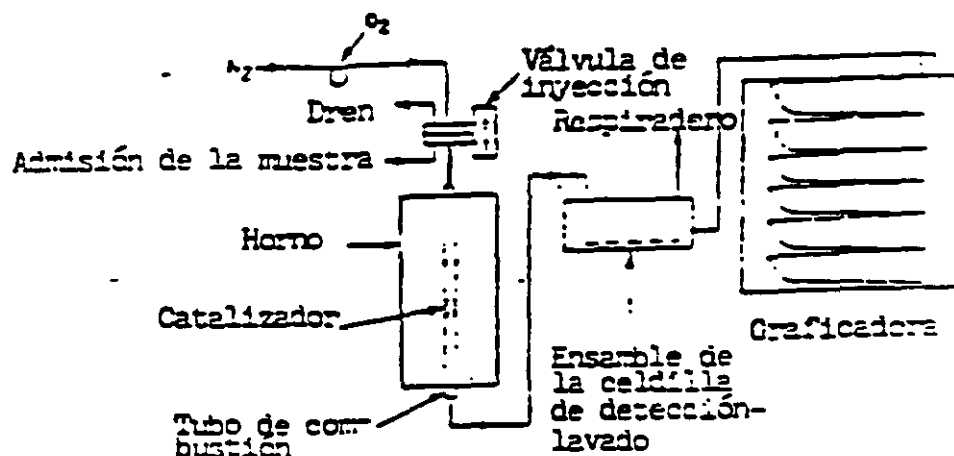 O₂
N₂
Válvula de
inyección
Dren
Respiradero
Admisión de la muestra
Horno
Catalizador
Graficadora
Ensamble de
la celdilla
de detección-
lavado
Tubo de com
bustión